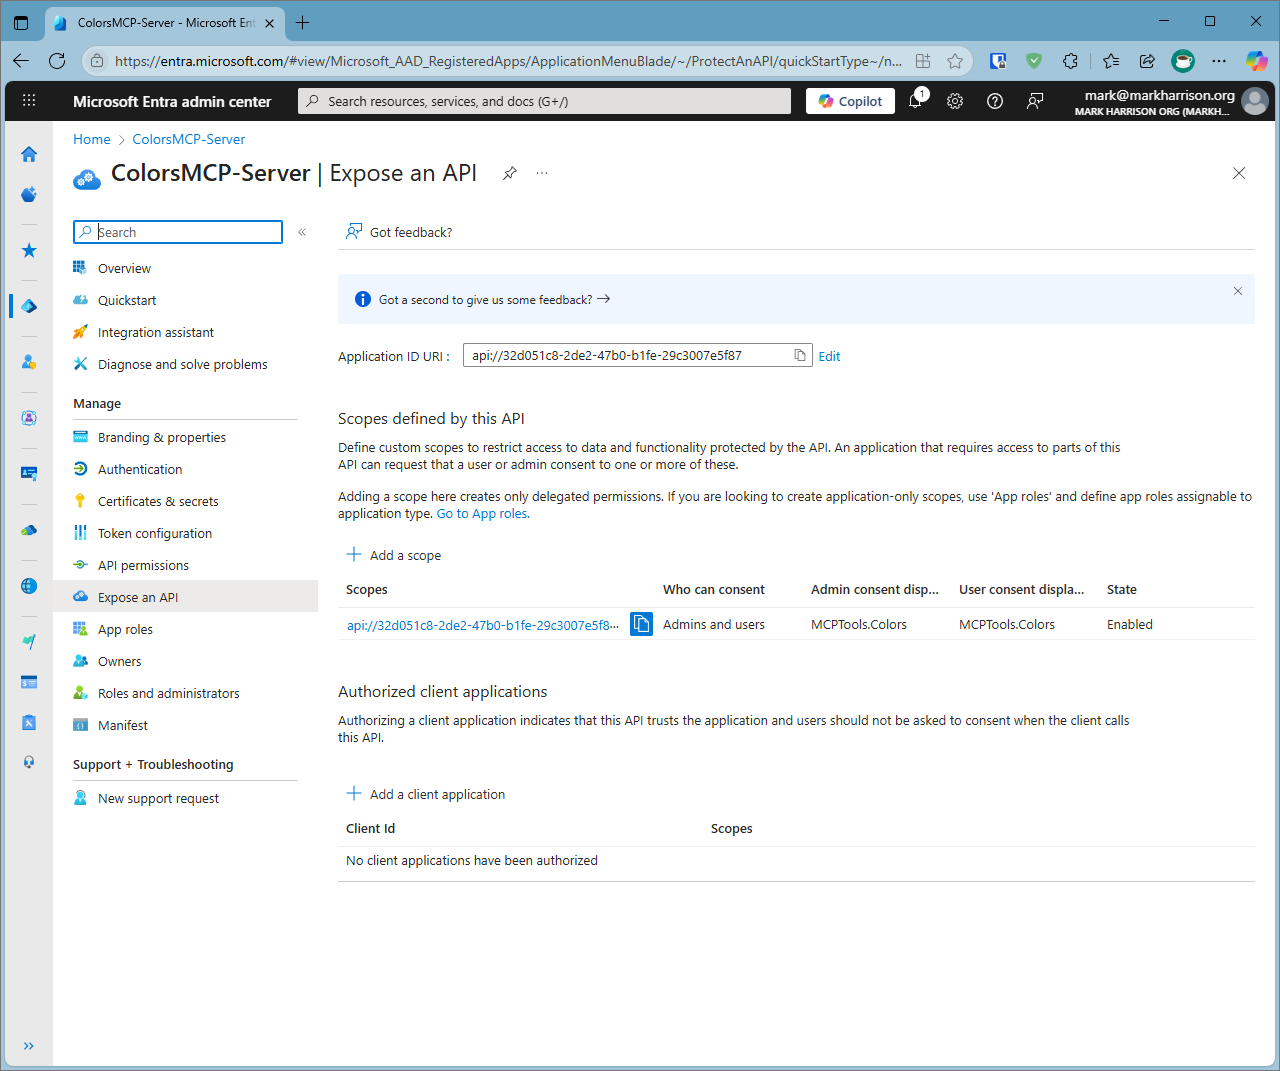 ColorsMCP-Server - Microsoft Ent
https://entra.microsoft.com/#view/Microsoft_AAD_RegisteredApps/ApplicationMenuBlade/~/ProtectAnAPI/quickStartType~/n...
Microsoft Entra admin center
Search resources, services, and docs (G+/)
Copilot
1
mark@markharrison.org
MARK HARRISON ORG (MARKH...
Home > ColorsMCP-Server
ColorsMCP-Server | Expose an API
Search
Got feedback?
Overview
Quickstart
Integration assistant
Diagnose and solve problems
Manage
Branding & properties
Authentication
Certificates & secrets
Token configuration
API permissions
Expose an API
App roles
Owners
Roles and administrators
Manifest
Support + Troubleshooting
New support request
Got a second to give us some feedback?
Application ID URI : api://32d051c8-2de2-47b0-b1fe-29c3007e5f87 Edit
Scopes defined by this API
Define custom scopes to restrict access to data and functionality protected by the API. An application that requires access to parts of this
API can request that a user or admin consent to one or more of these.
Adding a scope here creates only delegated permissions. If you are looking to create application-only scopes, use 'App roles' and define app roles assignable to
application type. Go to App roles.
Add a scope
Scopes Who can consent Admin consent disp... User consent displa... State
api://32d051c8-2de2-47b0-b1fe-29c3007e5f8... Admins and users MCPTools.Colors MCPTools.Colors Enabled
Authorized client applications
Authorizing a client application indicates that this API trusts the application and users should not be asked to consent when the client calls
this API.
Add a client application
Client Id Scopes
No client applications have been authorized